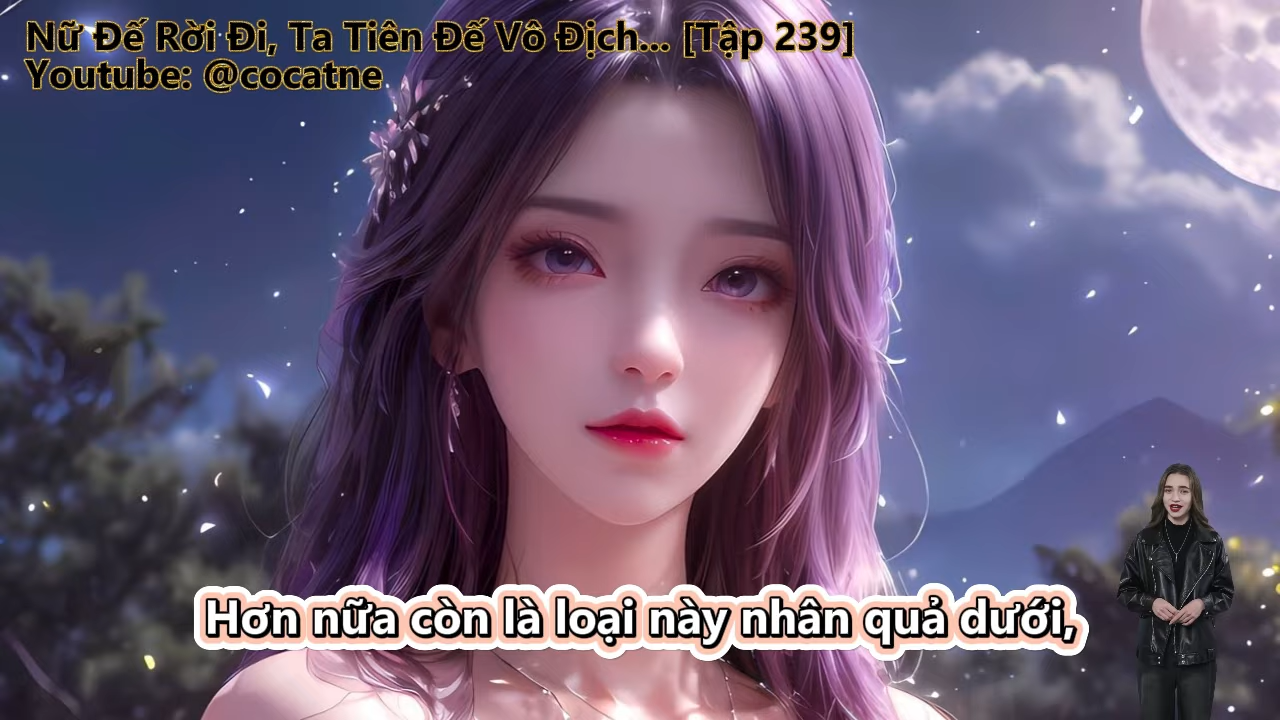 Nữ Đế Rời Đi, Ta Tiên Đế Vô Địch... [Tập 239]
Youtube: @cocatne
Hơn nữa còn là loại này nhân quả dưới,